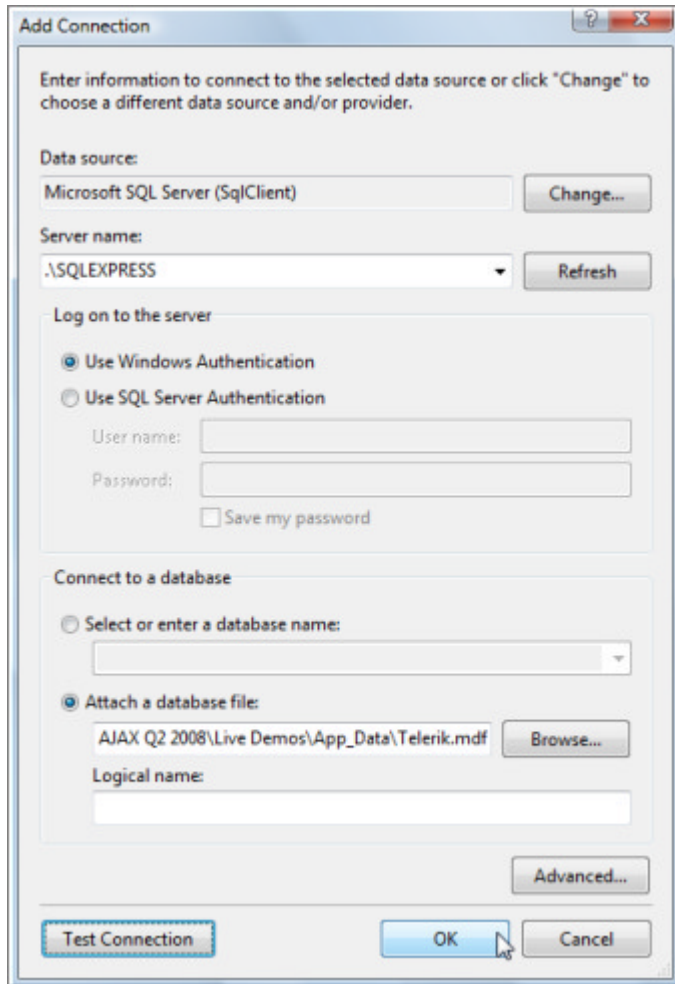 Add Connection
Enter information to connect to the selected data source or click "Change" to
choose a different data source and/or provider.
Data source:
Microsoft SQL Server (SqlClient)
Change...
Server name:
.\SQLEXPRESS
Refresh
Log on to the server
Use Windows Authentication
Use SQL Server Authentication
User name:
Password:
Save my password
Connect to a database
Select or enter a database name:
Attach a database file:
AJAX Q2 2008\Live Demos\App_Data\Telerik.mdf
Browse...
Logical name:
Advanced...
Test Connection
OK
Cancel